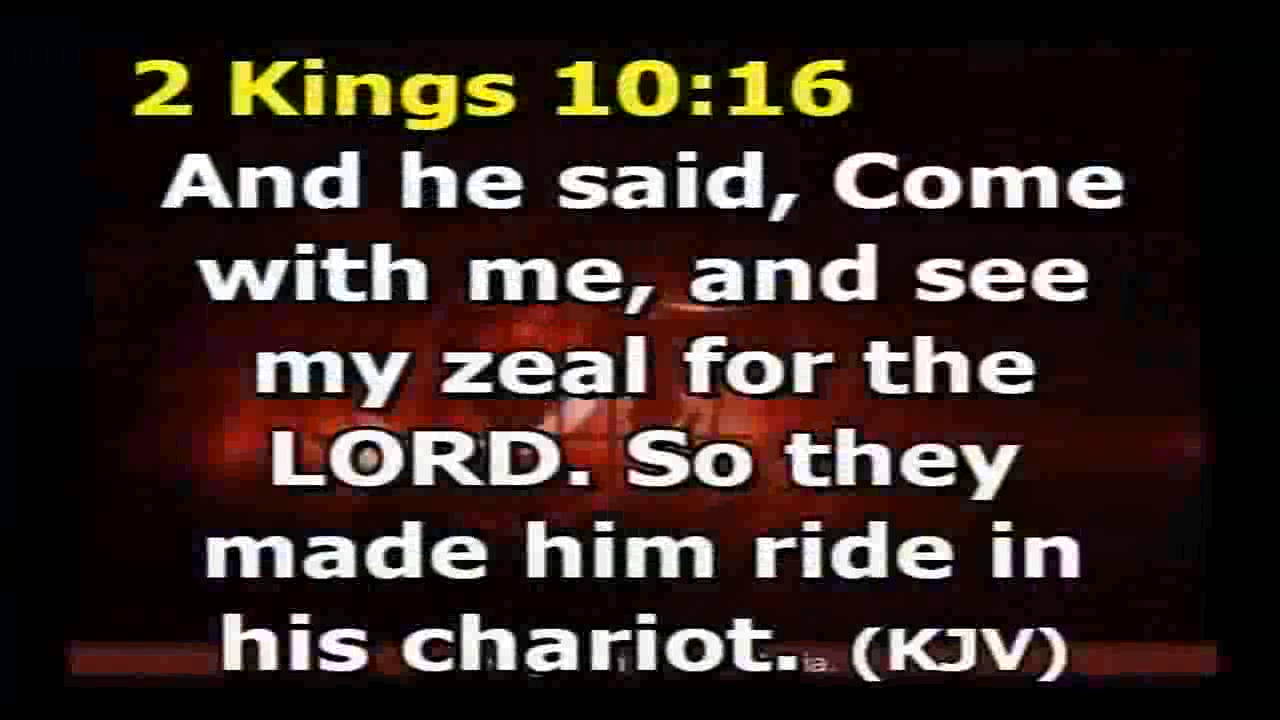 2 Kings 10:16
And he said, Come
with me, and see
my zeal for the
LORD. So they
made him ride in
his chariot. (KJV)
ia.